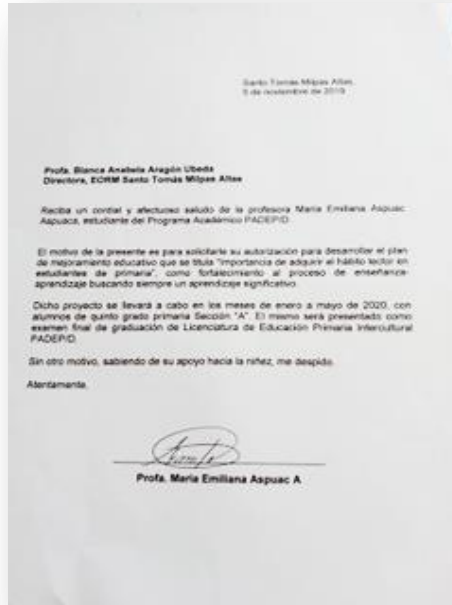 Santo Tomás Milpas Altas,
5 de noviembre de 2019
Profa. Blanca Anabela Aragón Ubeda
Directora, EORM Santo Tomás Milpas Altas
Reciba un cordial y afectuoso saludo de la profesora María Emiliana Aspuac
Aspuaca, estudiante del Programa Académico PADEP/D.
El motivo de la presente es para solicitarle su autorización para desarrollar el plan
de mejoramiento educativo que se titula "Importancia de adquirir el hábito lector en
estudiantes de primaria", como fortalecimiento al proceso de enseñanza-
aprendizaje buscando siempre un aprendizaje significativo.
Dicho proyecto se llevará a cabo en los meses de enero a mayo de 2020, con
alumnos de quinto grado primaria Sección "A". El mismo será presentado como
examen final de graduación de Licenciatura de Educación Primaria Intercultural
PADEP/D.
Sin otro motivo, sabiendo de su apoyo hacia la niñez, me despido.
Atentamente,
Profa. María Emiliana Aspuac A